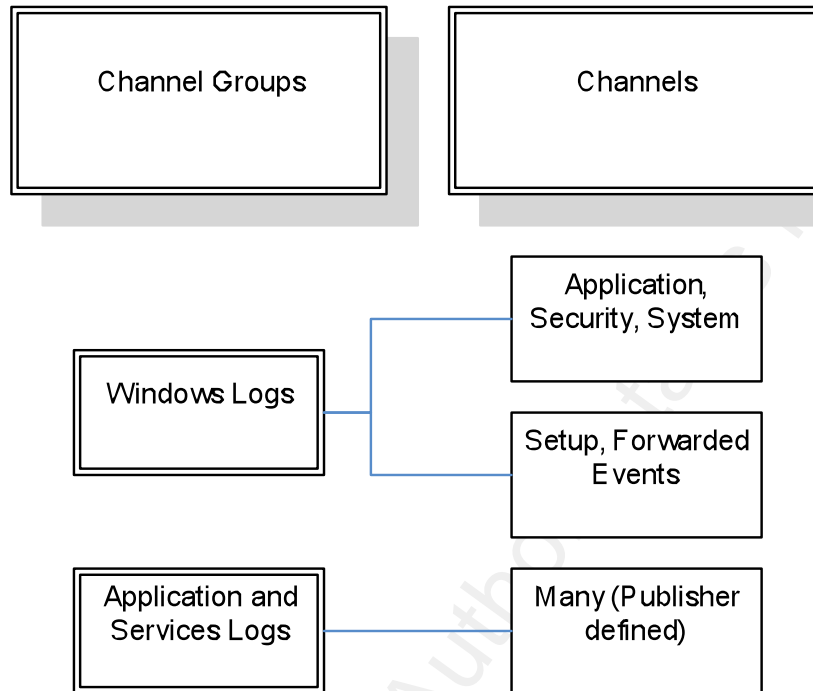 Channel Groups
Channels
Application,
Security, System
Windows Logs
Setup, Forwarded
Events
Application and
Services Logs
Many (Publisher
defined)